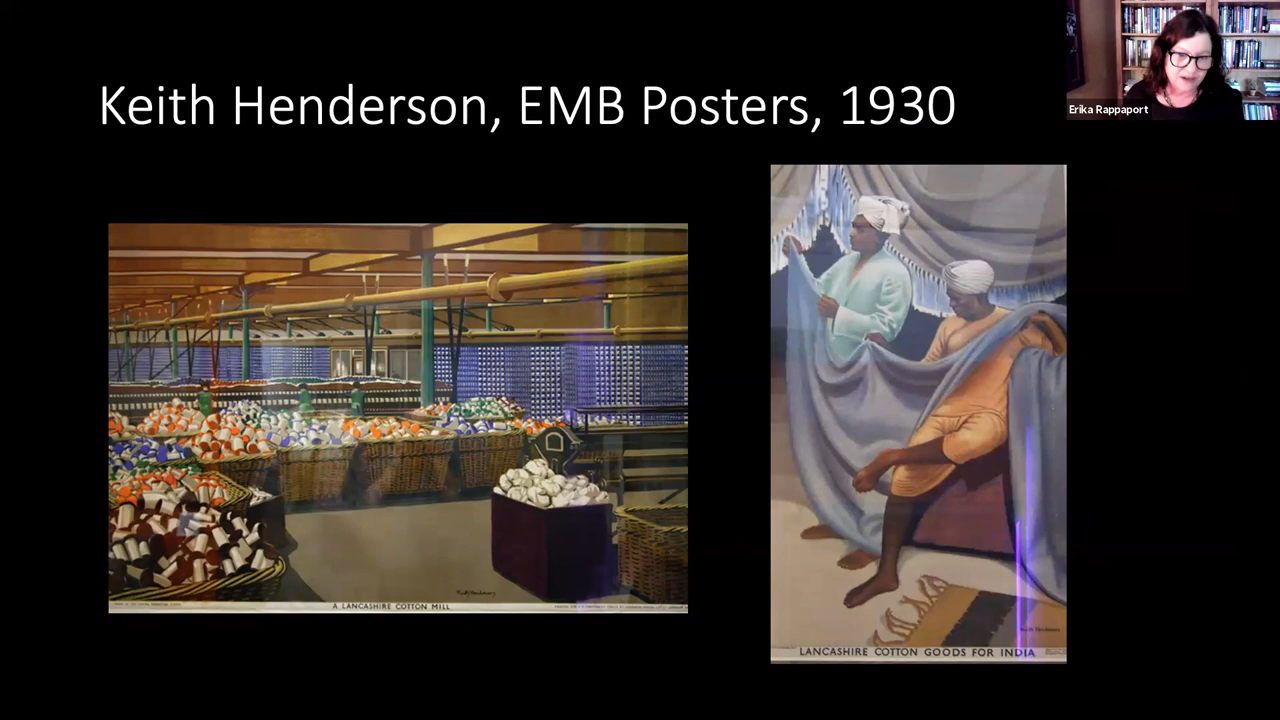 Keith Henderson, EMB Posters, 1930
Erika Rappaport
A LANCASHIRE COTTON MILL
LANCASHIRE COTTON GOODS FOR INDIA